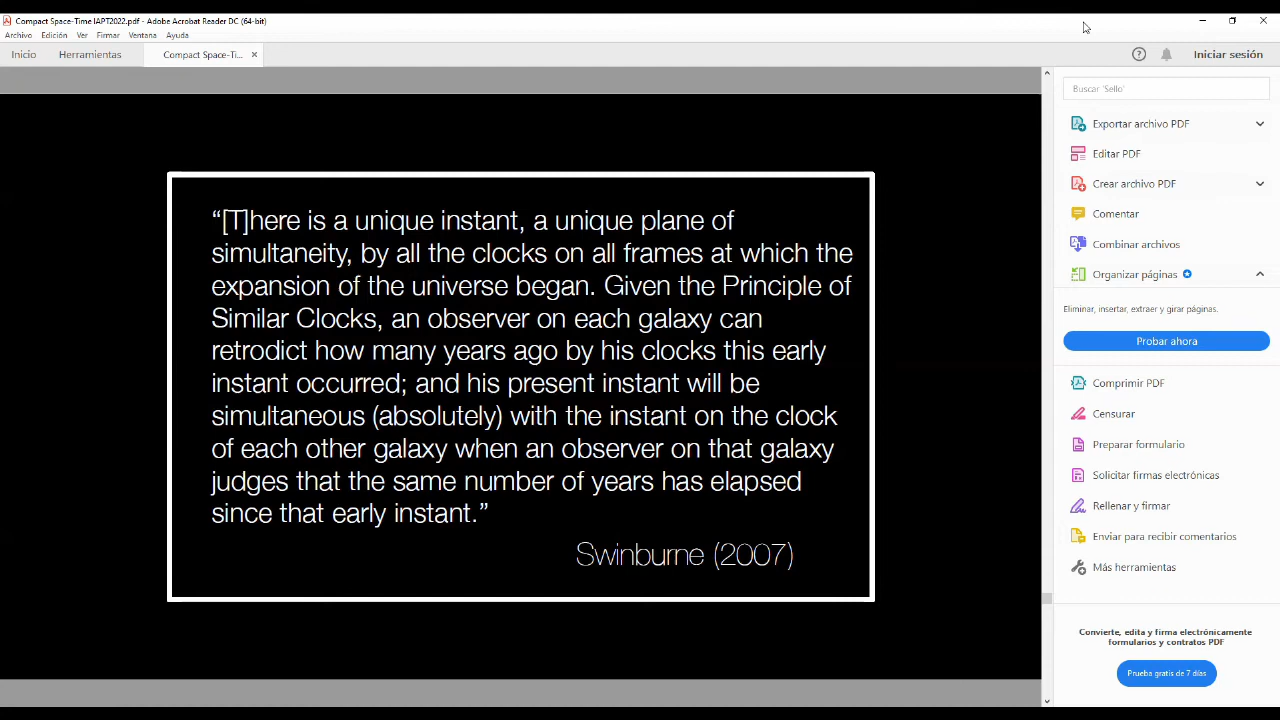 Compact Space-Time IAPT2022.pdf - Adobe Acrobat Reader DC (64-bit)
Archivo Edición Ver Firmar Ventana Ayuda
Inicio Herramientas Compact Space-Ti... Iniciar sesión
“[T]here is a unique instant, a unique plane of
simultaneity, by all the clocks on all frames at which the
expansion of the universe began. Given the Principle of
Similar Clocks, an observer on each galaxy can
retrodict how many years ago by his clocks this early
instant occurred; and his present instant will be
simultaneous (absolutely) with the instant on the clock
of each other galaxy when an observer on that galaxy
judges that the same number of years has elapsed
since that early instant.”
Swinburne (2007)
Buscar 'Sello'
Exportar archivo PDF
Editar PDF
Crear archivo PDF
Comentar
Combinar archivos
Organizar páginas
Eliminar, insertar, extraer y girar páginas.
Probar ahora
Comprimir PDF
Censurar
Preparar formulario
Solicitar firmas electrónicas
Rellenar y firmar
Enviar para recibir comentarios
Más herramientas
Convierte, edita y firma electrónicamente
formularios y contratos PDF
Prueba gratis de 7 días